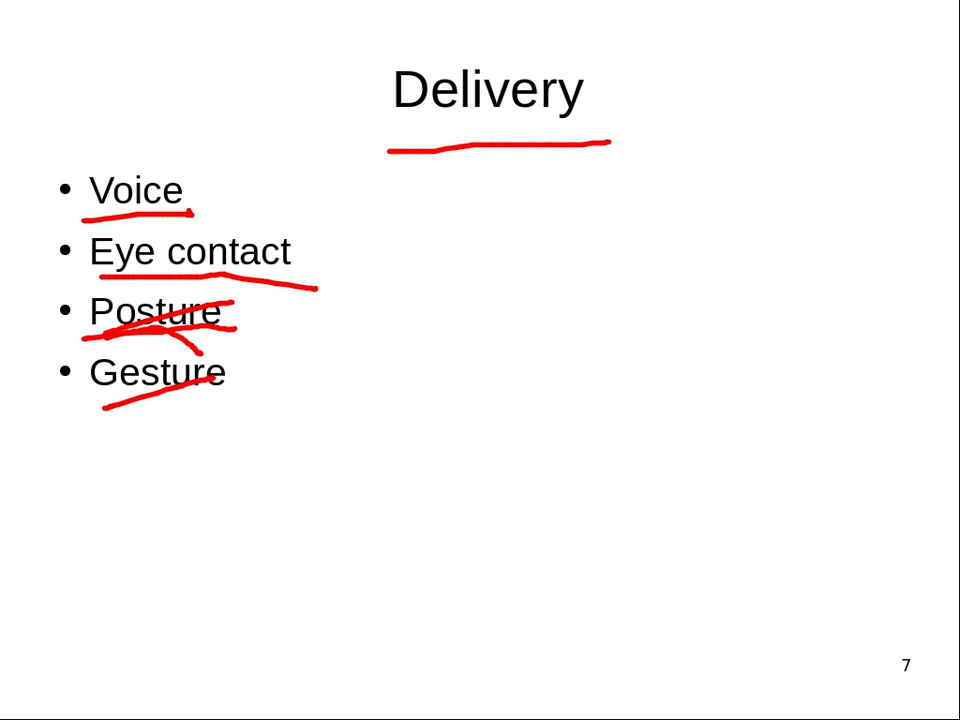 Delivery
• Voice
• Eye contact
• Posture
• Gesture
7